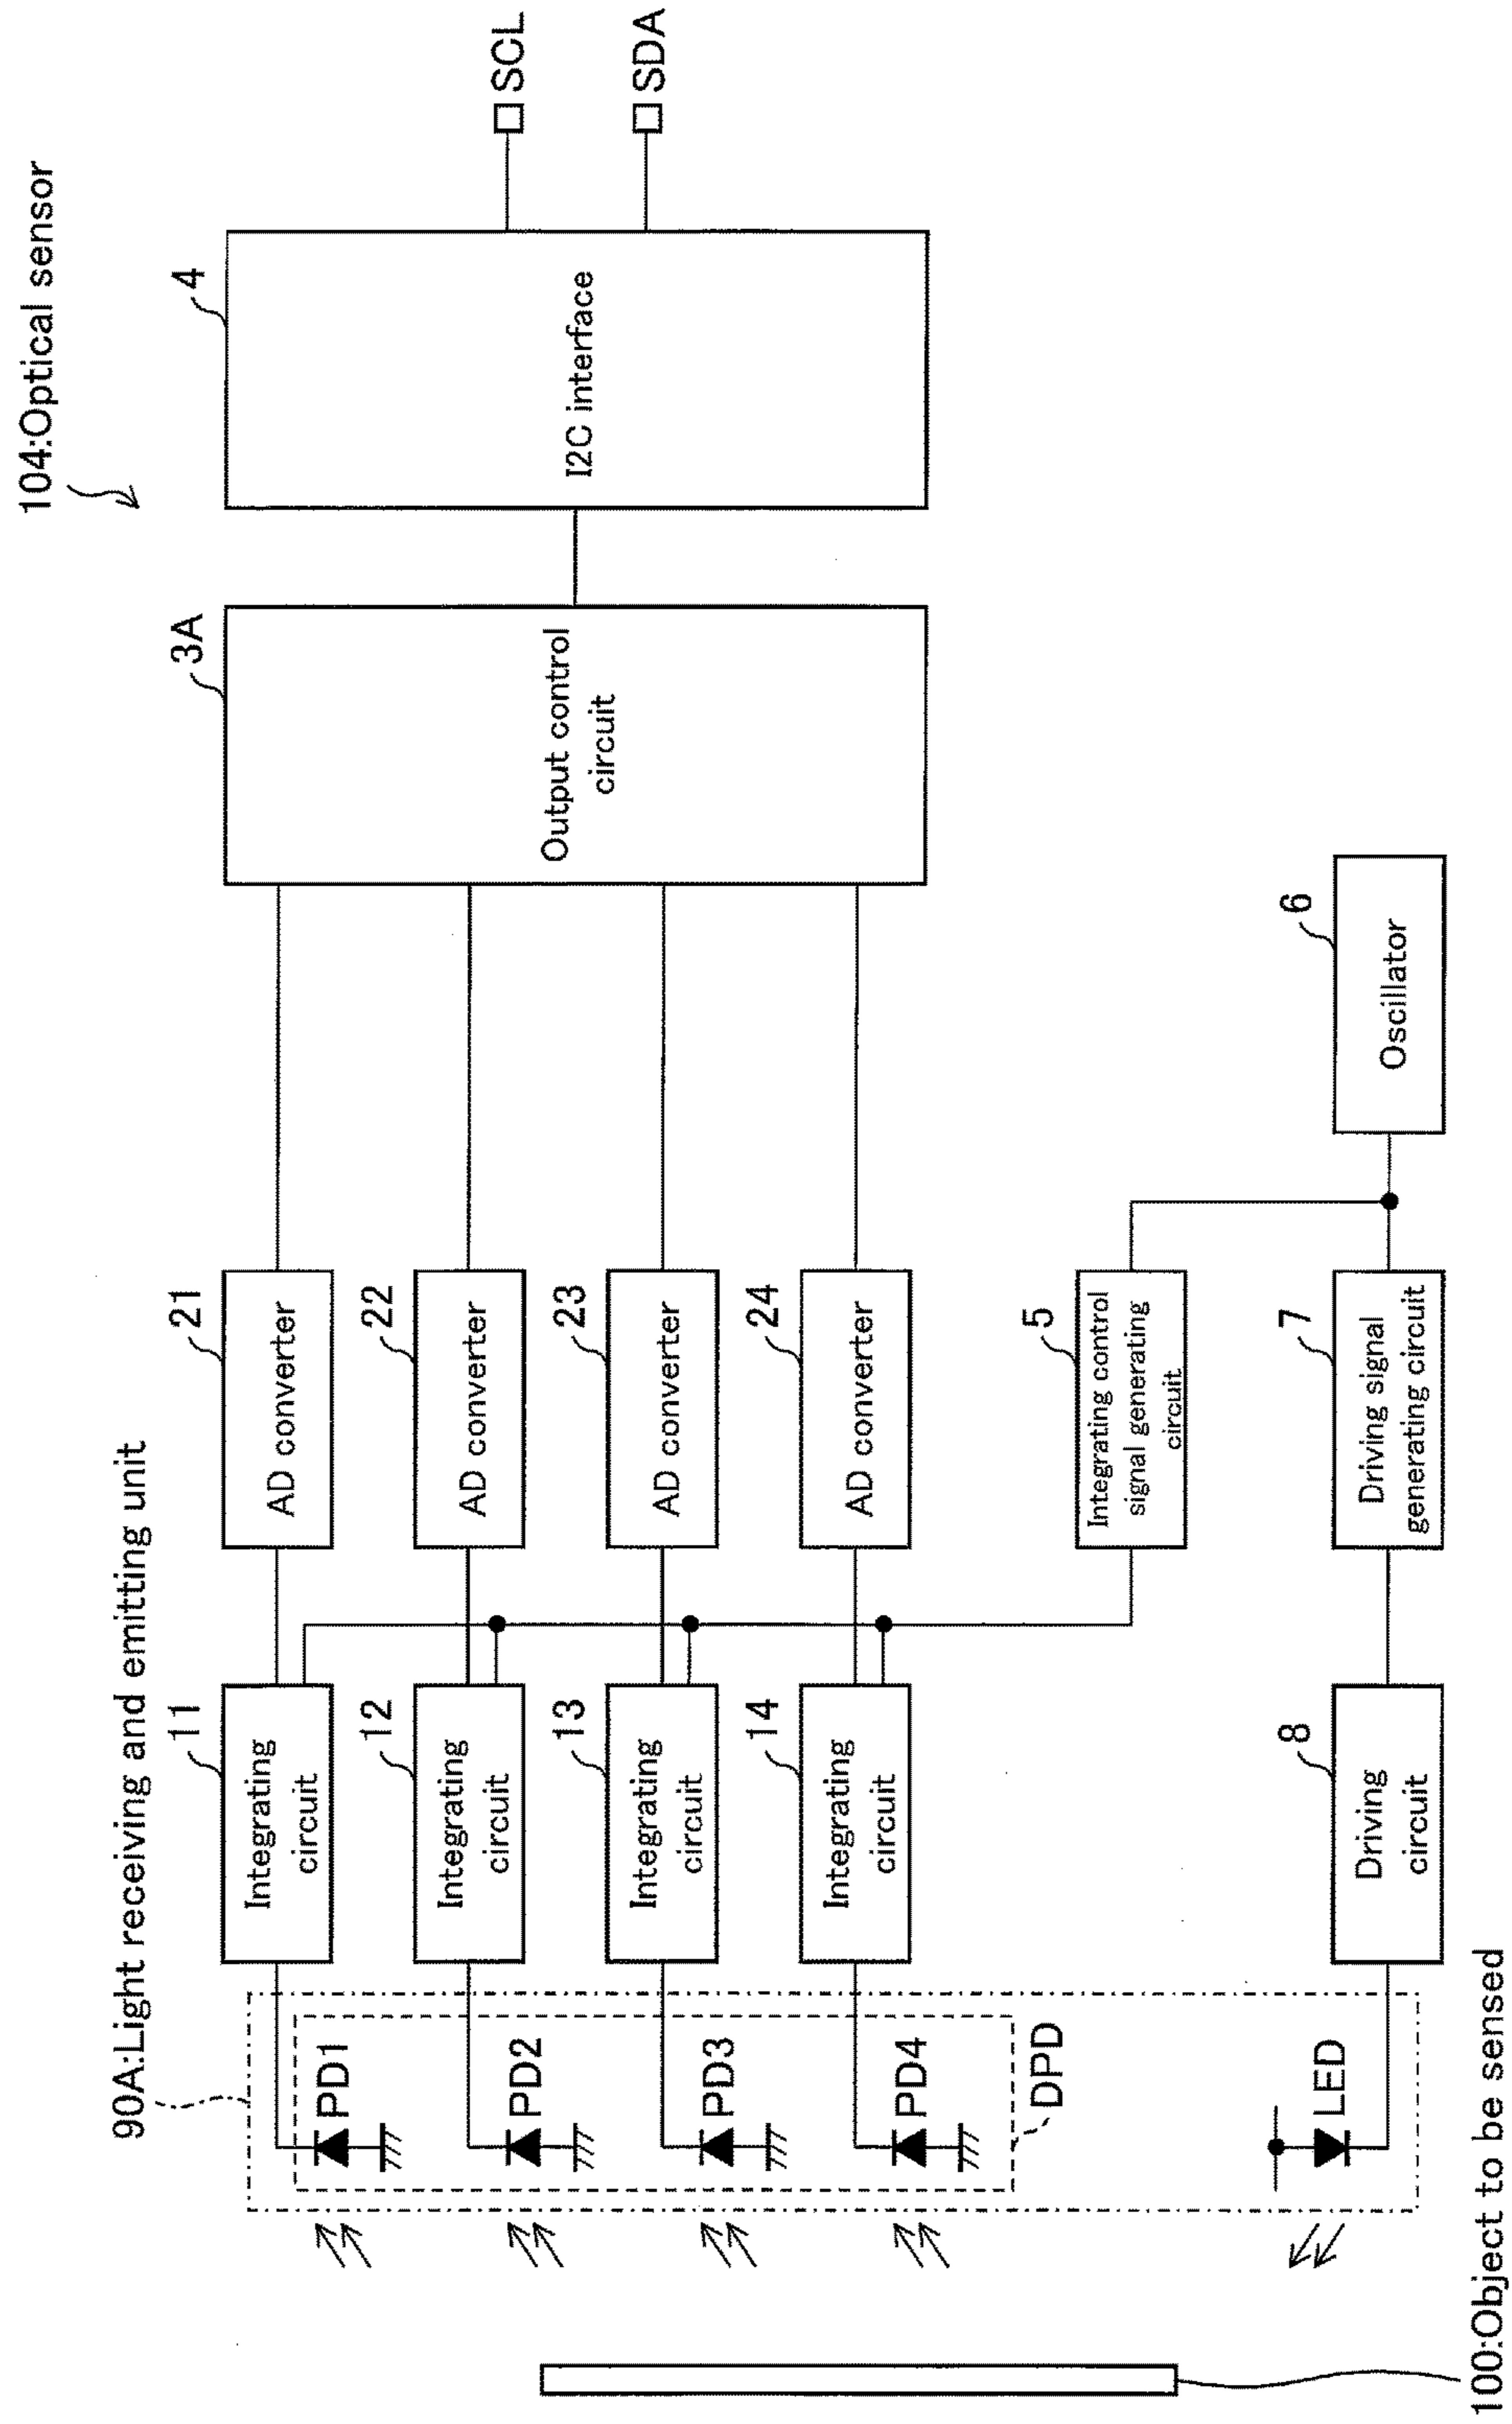 104:Optical sensor
90A:Light receiving and emitting unit
11
Integrating
circuit
21
AD converter
3A
Output control
circuit
4
I2C interface
SCL
SDA
PD1
12
Integrating
circuit
22
AD converter
PD2
13
Integrating
circuit
23
AD converter
PD3
14
Integrating
circuit
24
AD converter
PD4
DPD
5
Integrating control
signal generating
circuit
LED
8
Driving
circuit
7
Driving signal
generating circuit
6
Oscillator
100:Object to be sensed